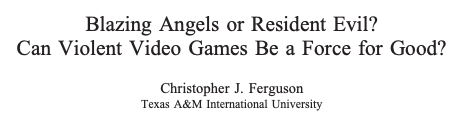 Blazing Angels or Resident Evil?
Can Violent Video Games Be a Force for Good?
Christopher J. Ferguson
Texas A&M International University